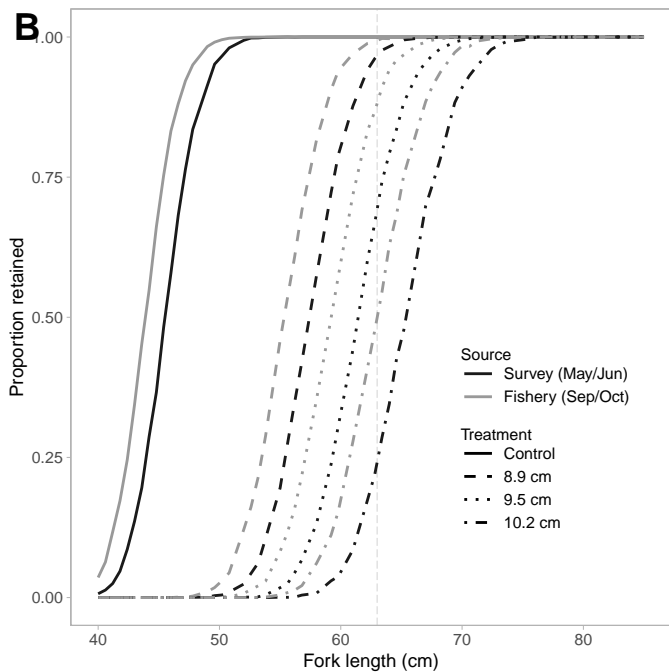 B
Proportion retained
1.00
0.75
0.50
0.25
0.00
40
50
60
70
80
Fork length (cm)
Source
Survey (May/Jun)
Fishery (Sep/Oct)
Treatment
Control
8.9 cm
9.5 cm
10.2 cm